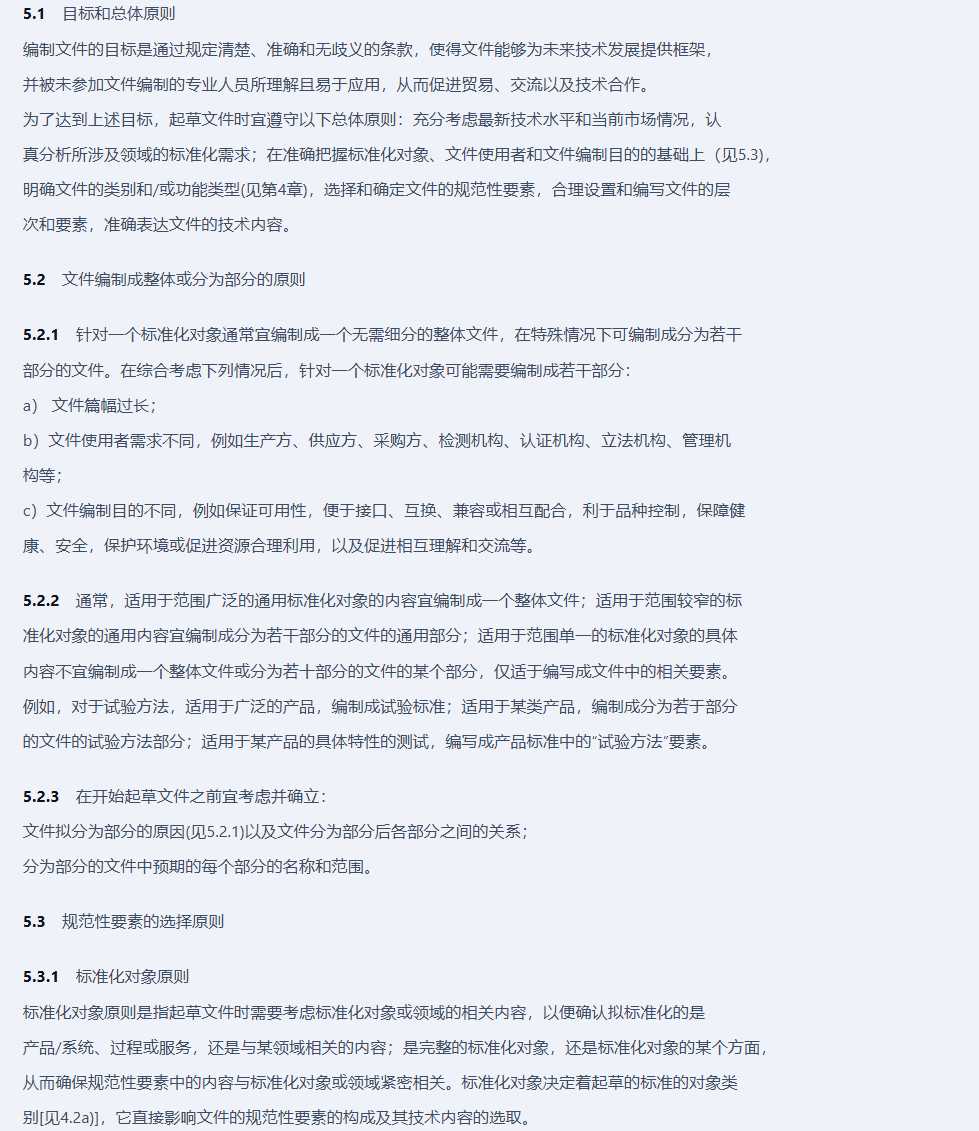 5.1 目标和总体原则
编制文件的目标是通过规定清楚、准确和无歧义的条款，使得文件能够为未来技术发展提供框架，
并被未参加文件编制的专业人员所理解且易于应用，从而促进贸易、交流以及技术合作。
为了达到上述目标，起草文件时宜遵守以下总体原则：充分考虑最新技术水平和当前市场情况，认
真分析所涉及领域的标准化需求；在准确把握标准化对象、文件使用者和文件编制目的的基础上（见5.3)，
明确文件的类别和/或功能类型(见第4章)，选择和确定文件的规范性要素，合理设置和编写文件的层
次和要素，准确表达文件的技术内容。
5.2 文件编制成整体或分为部分的原则
5.2.1 针对一个标准化对象通常宜编制成一个无需细分的整体文件，在特殊情况下可编制成分为若干
部分的文件。在综合考虑下列情况后，针对一个标准化对象可能需要编制成若干部分：
a） 文件篇幅过长；
b）文件使用者需求不同，例如生产方、供应方、采购方、检测机构、认证机构、立法机构、管理机
构等；
c）文件编制目的不同，例如保证可用性，便于接口、互换、兼容或相互配合，利于品种控制，保障健
康、安全，保护环境或促进资源合理利用，以及促进相互理解和交流等。
5.2.2 通常，适用于范围广泛的通用标准化对象的内容宜编制成一个整体文件；适用于范围较窄的标
准化对象的通用内容宜编制成分为若干部分的文件的通用部分；适用于范围单一的标准化对象的具体
内容不宜编制成一个整体文件或分为若十部分的文件的某个部分，仅适于编写成文件中的相关要素。
例如，对于试验方法，适用于广泛的产品，编制成试验标准；适用于某类产品，编制成分为若于部分
的文件的试验方法部分；适用于某产品的具体特性的测试，编写成产品标准中的“试验方法”要素。
5.2.3 在开始起草文件之前宜考虑并确立：
文件拟分为部分的原因(见5.2.1)以及文件分为部分后各部分之间的关系；
分为部分的文件中预期的每个部分的名称和范围。
5.3 规范性要素的选择原则
5.3.1 标准化对象原则
标准化对象原则是指起草文件时需要考虑标准化对象或领域的相关内容，以便确认拟标准化的是
产品/系统、过程或服务，还是与某领域相关的内容；是完整的标准化对象，还是标准化对象的某个方面，
从而确保规范性要素中的内容与标准化对象或领域紧密相关。标准化对象决定着起草的标准的对象类
别[见4.2a)]，它直接影响文件的规范性要素的构成及其技术内容的选取。